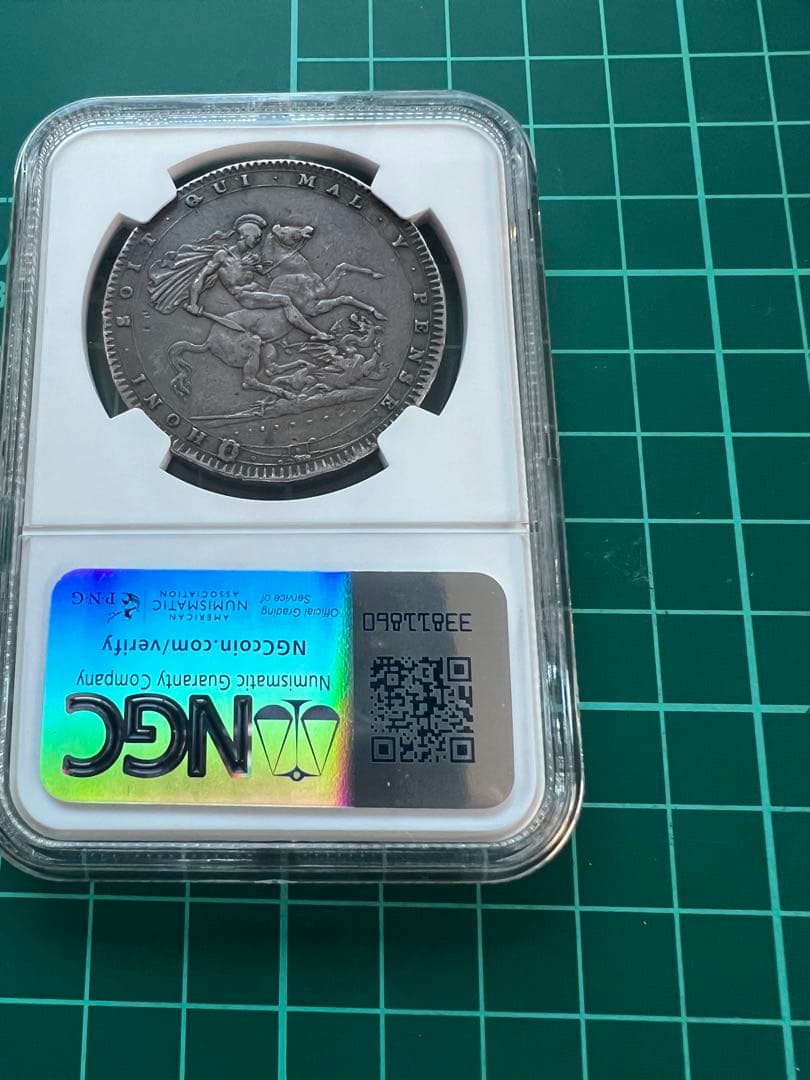 HONI · SOIT · QUI · MAL · Y · PENSE
NGC
Numismatic Guaranty Company
NGCcoin.com/verify
Official Grading Service of
AMERICAN NUMISMATIC ASSOCIATION
PNG
33811860